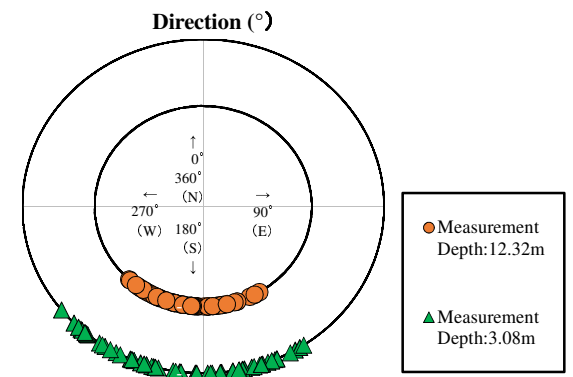 Direction (°)
↑
0°
360°
(N)
←
→
270°
90°
(W)
180°
(E)
(S)
↓
Measurement
Depth:12.32m
Measurement
Depth:3.08m